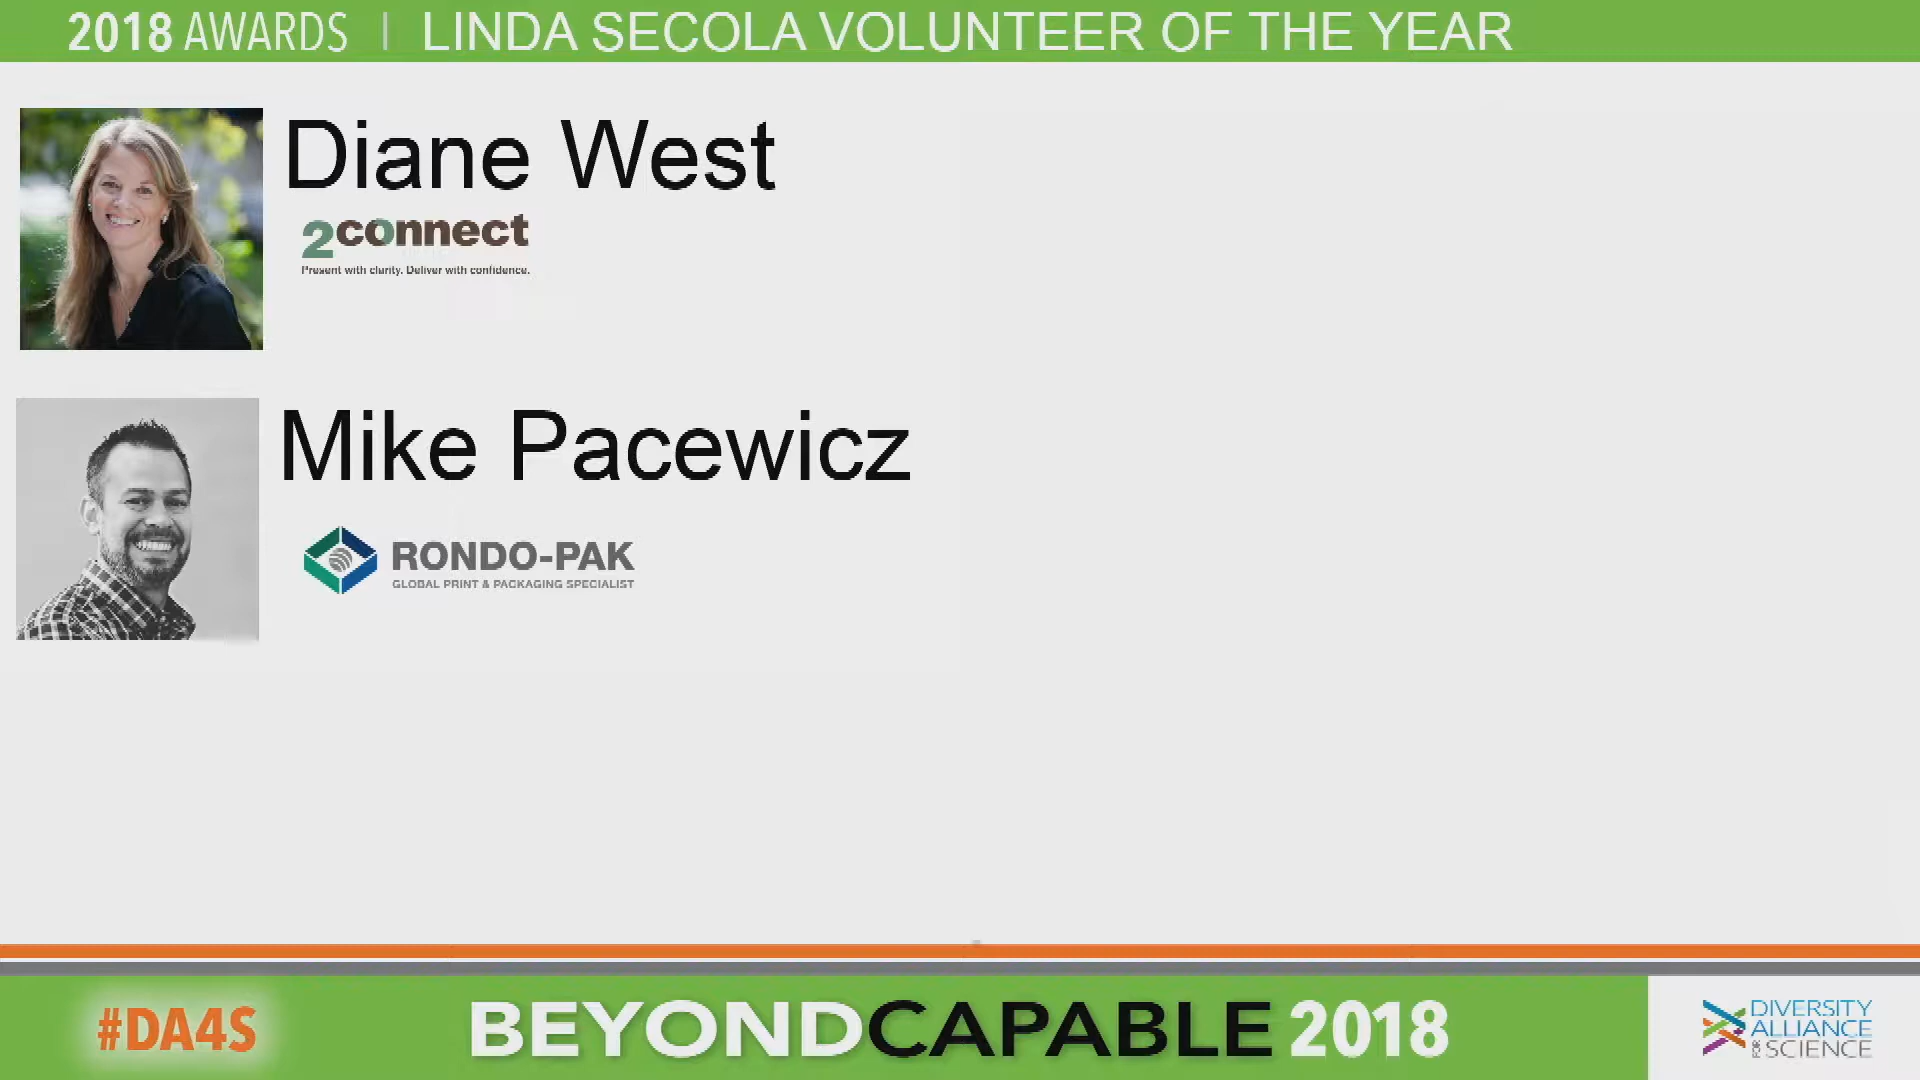 2018 AWARDS | LINDA SECOLA VOLUNTEER OF THE YEAR
Diane West
2connect
Present with clarity. Deliver with confidence.
Mike Pacewicz
RONDO-PAK
GLOBAL PRINT & PACKAGING SPECIALIST
#DA4S
BEYONDCAPABLE 2018
DIVERSITY
ALLIANCE
FOR SCIENCE